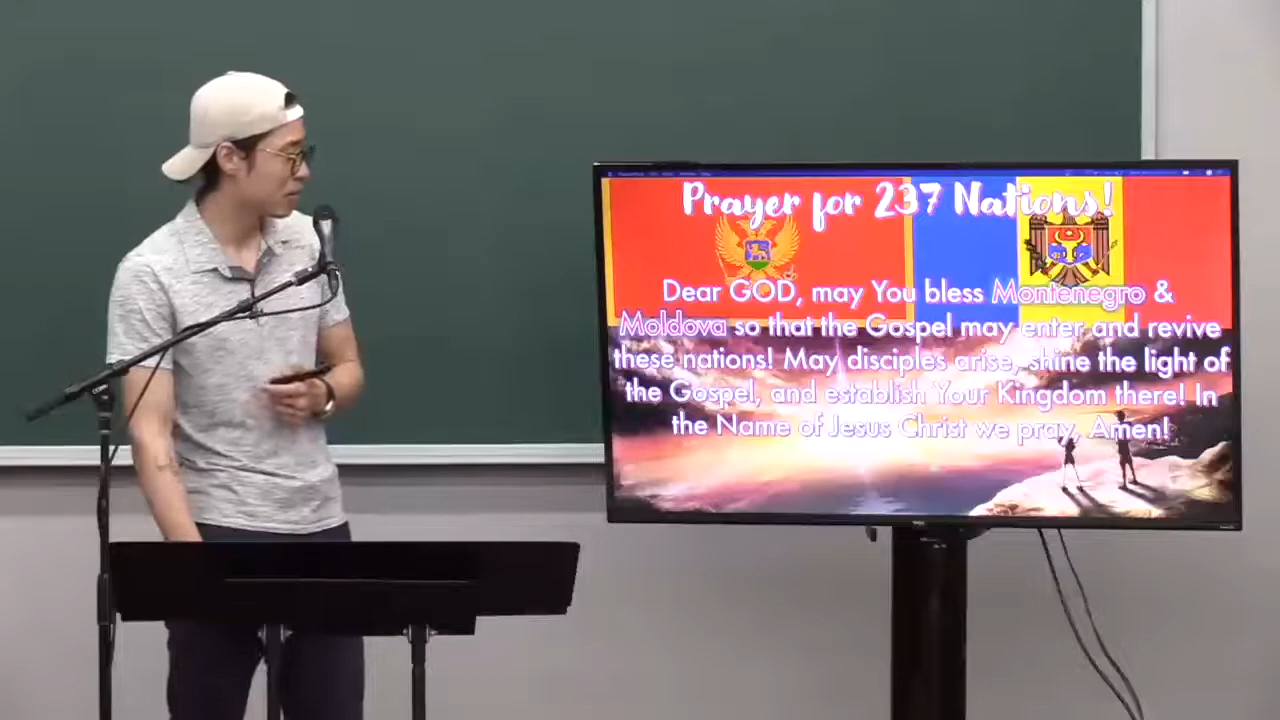 Prayer for 237 Nations!
Dear GOD, may You bless Montenegro &
Moldova so that the Gospel may enter and revive
these nations! May disciples arise, shine the light of
the Gospel, and establish Your Kingdom there! In
the Name of Jesus Christ we pray. Amen!